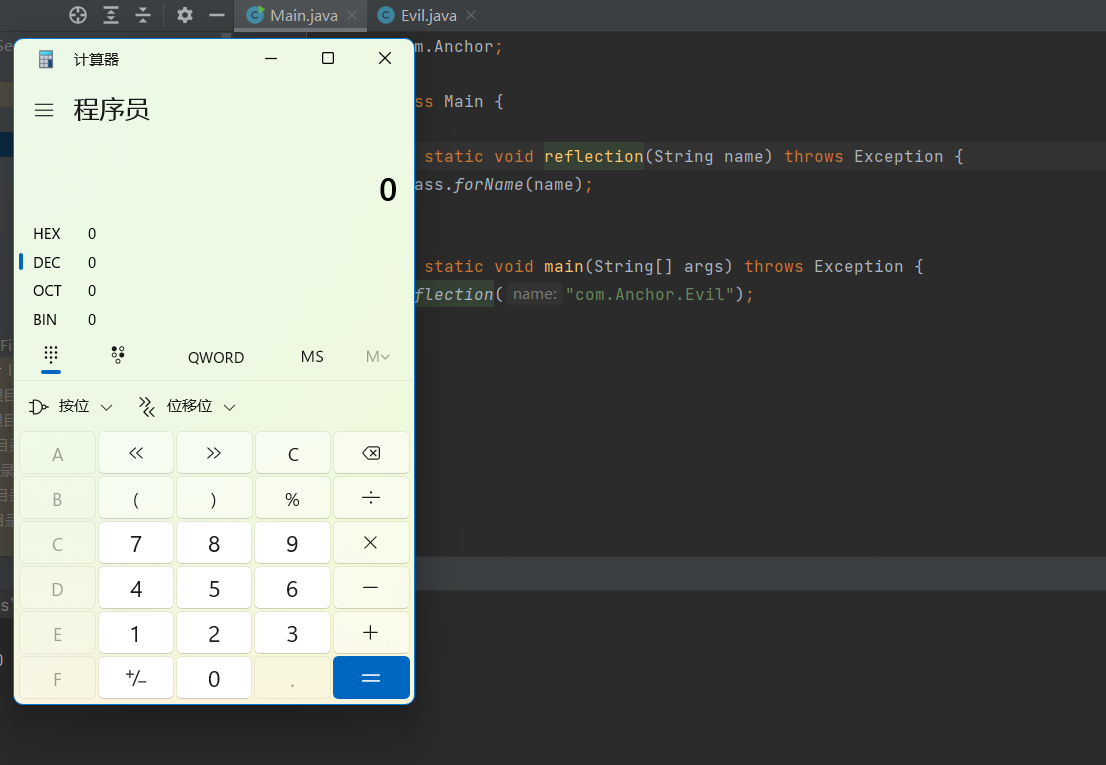 Main.java
Evil.java
计算器
程序员
0
HEX 0
DEC 0
OCT 0
BIN 0
QWORD MS M
按位 位移位
A « » C
B ( ) % ÷
C 7 8 9 ×
D 4 5 6 −
E 1 2 3 +
F +/− 0 . =
m.Anchor;
ss Main {
static void reflection(String name) throws Exception {
ass.forName(name);
static void main(String[] args) throws Exception {
flection( name: "com.Anchor.Evil");